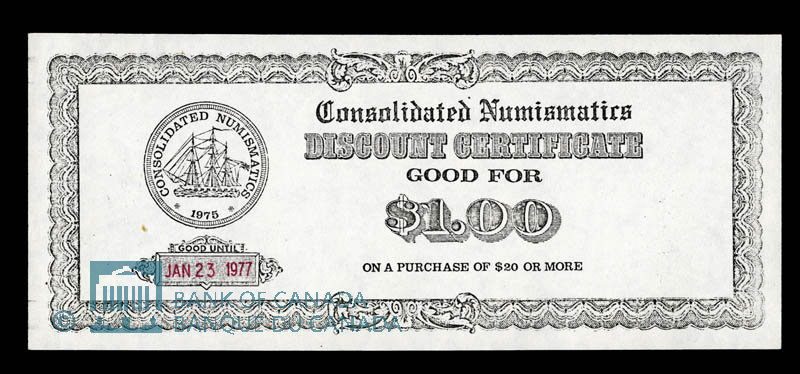 Consolidated Numismatics
DISCOUNT CERTIFICATE
GOOD FOR
$1.00
ON A PURCHASE OF $20 OR MORE
CONSOLIDATED NUMISMATICS
* 1975 *
GOOD UNTIL
JAN 23 1977
© BANK OF CANADA
BANQUE DU CANADA